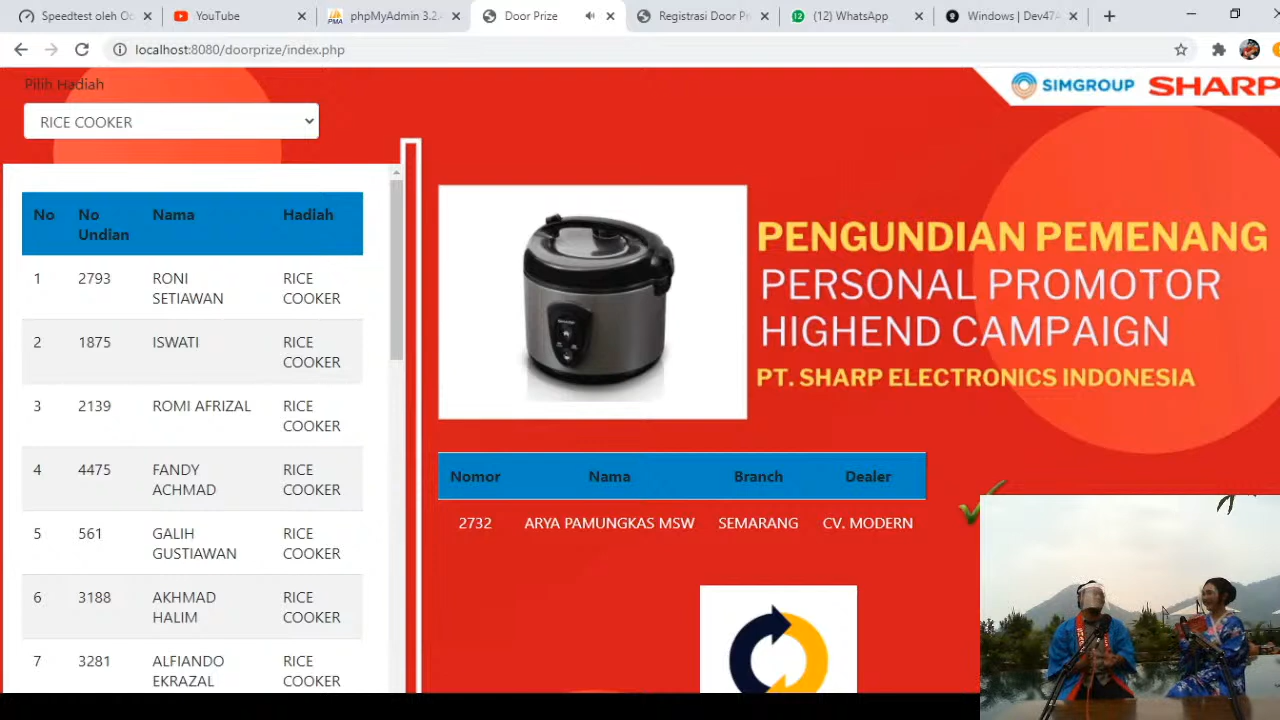 Speedtest oleh Oo
YouTube
phpMyAdmin 3.2.
Door Prize
Registrasi Door Pr
(12) WhatsApp
Windows | Dev47A
localhost:8080/doorprize/index.php
Pilih Hadiah
RICE COOKER
SIMGROUP SHARP
No
No Undian
Nama
Hadiah
1 2793 RONI SETIAWAN RICE COOKER
2 1875 ISWATI RICE COOKER
3 2139 ROMI AFRIZAL RICE COOKER
4 4475 FANDY ACHMAD RICE COOKER
5 561 GALIH GUSTIAWAN RICE COOKER
6 3188 AKHMAD HALIM RICE COOKER
7 3281 ALFIANDO EKRAZAL RICE COOKER
PENGUNDIAN PEMENANG
PERSONAL PROMOTOR
HIGHEND CAMPAIGN
PT. SHARP ELECTRONICS INDONESIA
Nomor Nama Branch Dealer
2732 ARYA PAMUNGKAS MSW SEMARANG CV. MODERN